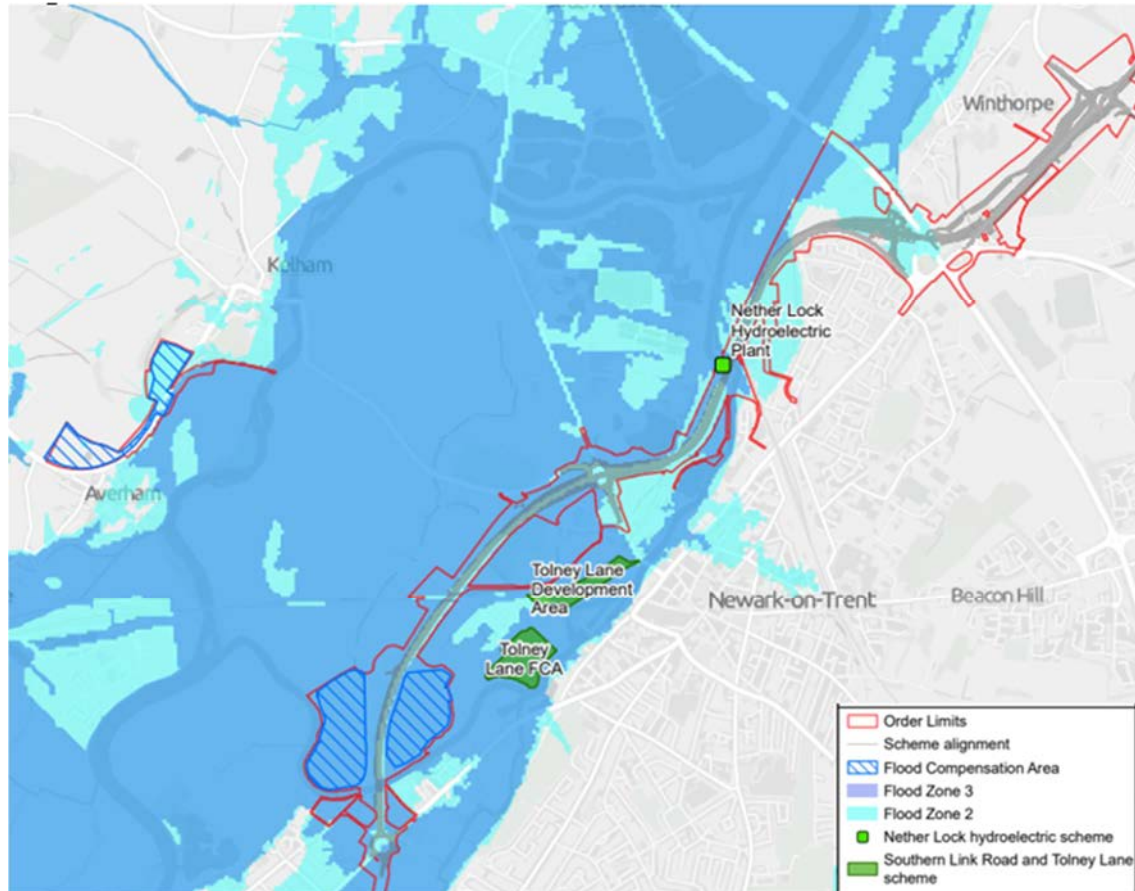 Winthorpe
Kelham
Nether Lock
Hydroelectric
Plant
Averham
Tolney Lane
Development
Area
Newark-on-Trent
Beacon Hill
Tolney
Lane FCA
Order Limits
Scheme alignment
Flood Compensation Area
Flood Zone 3
Flood Zone 2
Nether Lock hydroelectric scheme
Southern Link Road and Tolney Lane
scheme